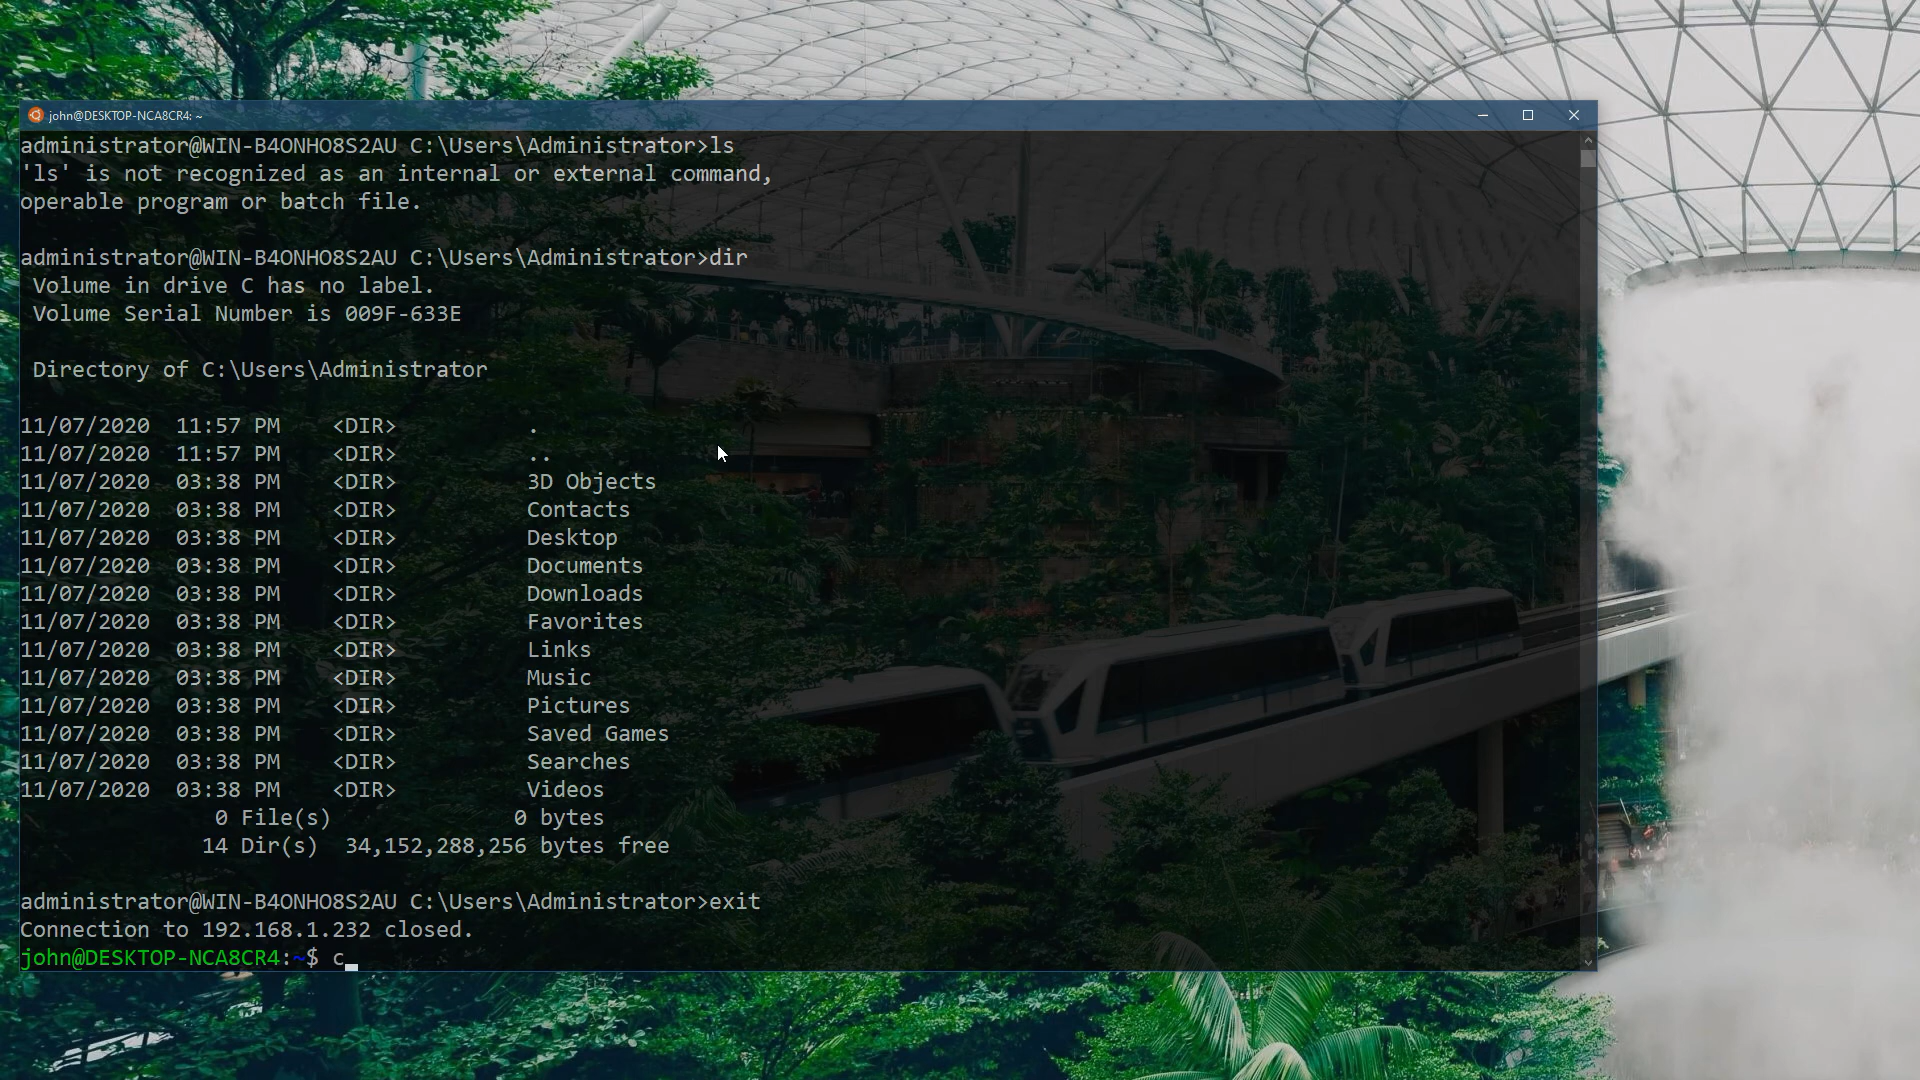 john@DESKTOP-NCA8CR4: ~
administrator@WIN-B4ONHO8S2AU C:\Users\Administrator>ls
'ls' is not recognized as an internal or external command,
operable program or batch file.
administrator@WIN-B4ONHO8S2AU C:\Users\Administrator>dir
Volume in drive C has no label.
Volume Serial Number is 009F-633E
Directory of C:\Users\Administrator
11/07/2020  11:57 PM    <DIR>          .
11/07/2020  11:57 PM    <DIR>          ..
11/07/2020  03:38 PM    <DIR>          3D Objects
11/07/2020  03:38 PM    <DIR>          Contacts
11/07/2020  03:38 PM    <DIR>          Desktop
11/07/2020  03:38 PM    <DIR>          Documents
11/07/2020  03:38 PM    <DIR>          Downloads
11/07/2020  03:38 PM    <DIR>          Favorites
11/07/2020  03:38 PM    <DIR>          Links
11/07/2020  03:38 PM    <DIR>          Music
11/07/2020  03:38 PM    <DIR>          Pictures
11/07/2020  03:38 PM    <DIR>          Saved Games
11/07/2020  03:38 PM    <DIR>          Searches
11/07/2020  03:38 PM    <DIR>          Videos
0 File(s)              0 bytes
14 Dir(s)  34,152,288,256 bytes free
administrator@WIN-B4ONHO8S2AU C:\Users\Administrator>exit
Connection to 192.168.1.232 closed.
john@DESKTOP-NCA8CR4:~$ c